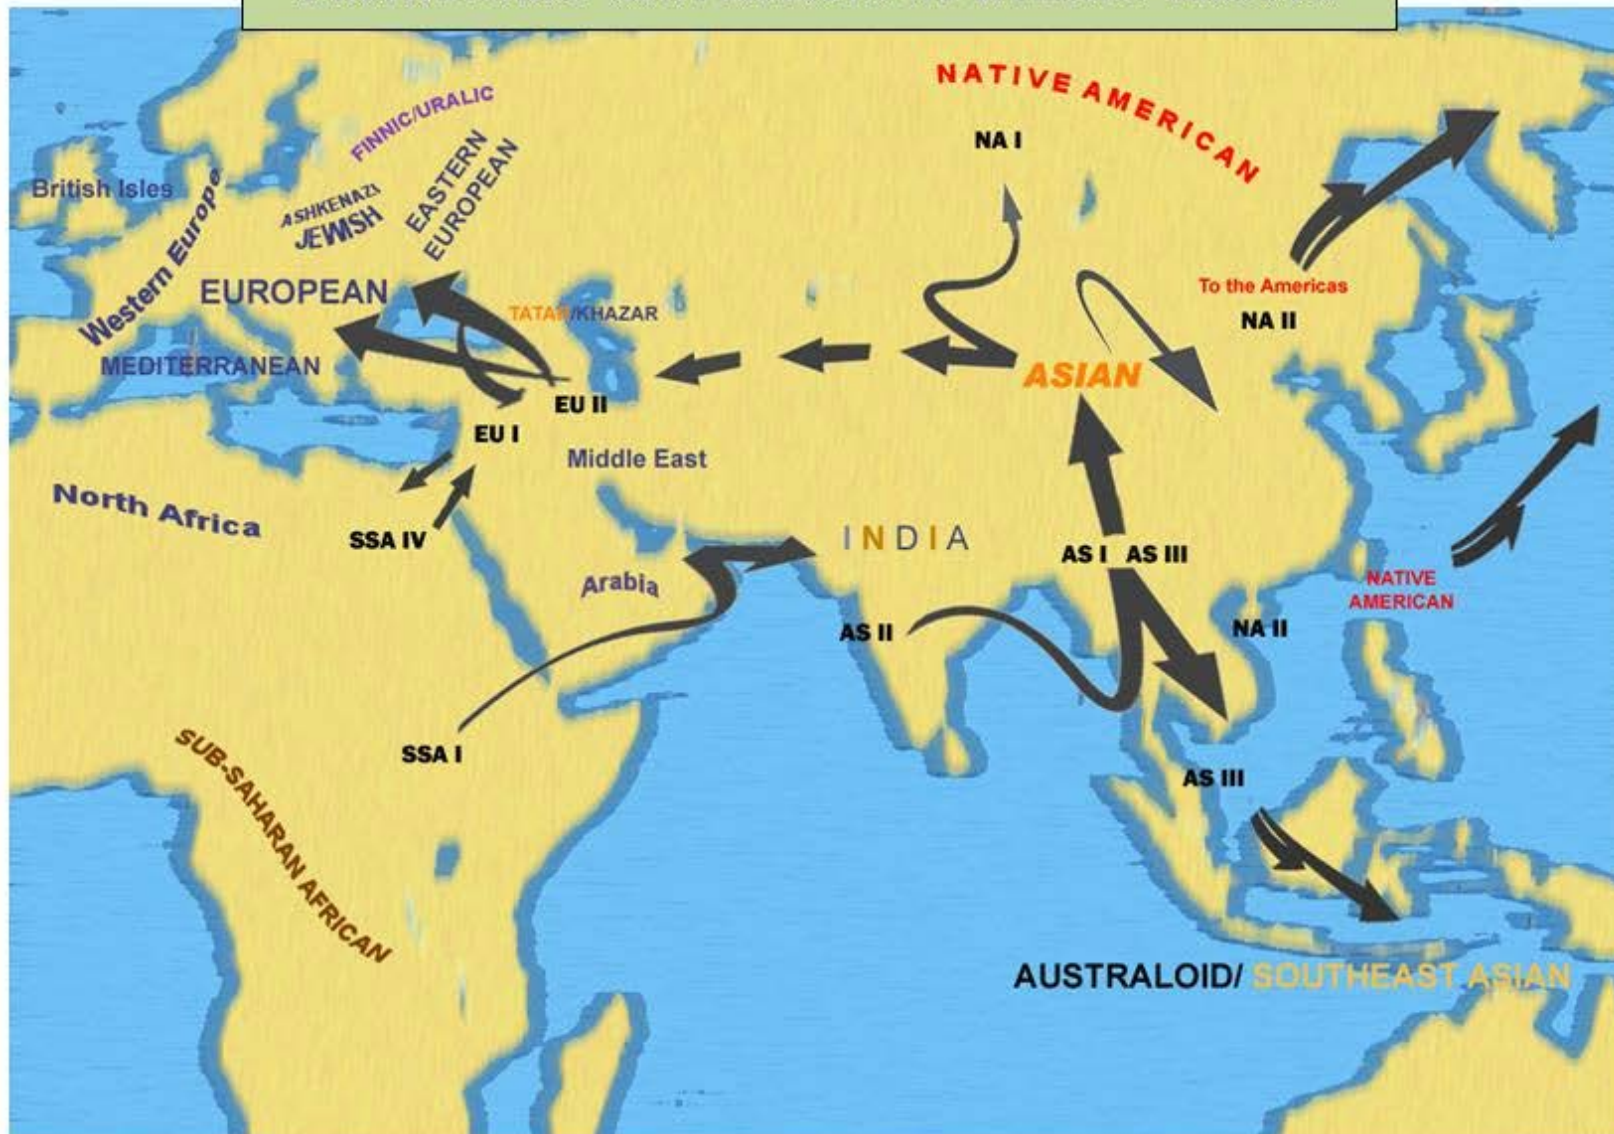 NATIVE AMERICAN
FINNIC/URALIC
NA I
EASTERN
EUROPEAN
British Isles
ASHKENAZI
JEWISH
Western Europe
EUROPEAN
To the Americas
TATAR/KHAZAR
NA II
MEDITERRANEAN
ASIAN
EU II
EU I
Middle East
North Africa
SSA IV
INDIA
AS I AS III
Arabia
NATIVE
AMERICAN
AS II
NA II
SSA I
SUB-SAHARAN AFRICAN
AS III
AUSTRALOID/ SOUTHEAST ASIAN